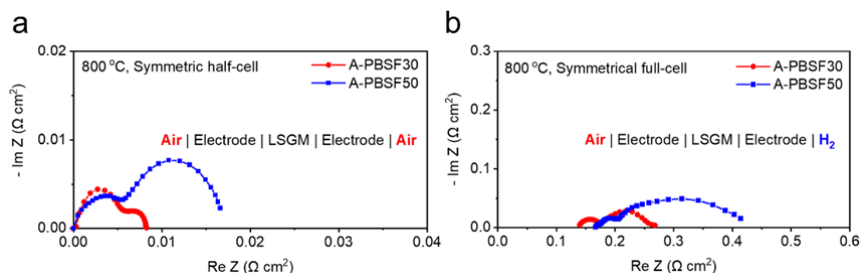 a
0.02
0.01
0.00
- Im Z (Ω cm²)
800 °C, Symmetric half-cell
A-PBSF30
A-PBSF50
Air | Electrode | LSGM | Electrode | Air
0.00 0.01 0.02 0.03 0.04
Re Z (Ω cm²)
b
0.3
0.2
0.1
0.0
- Im Z (Ω cm²)
800 °C, Symmetrical full-cell
A-PBSF30
A-PBSF50
Air | Electrode | LSGM | Electrode | H₂
0.0 0.1 0.2 0.3 0.4 0.5 0.6
Re Z (Ω cm²)